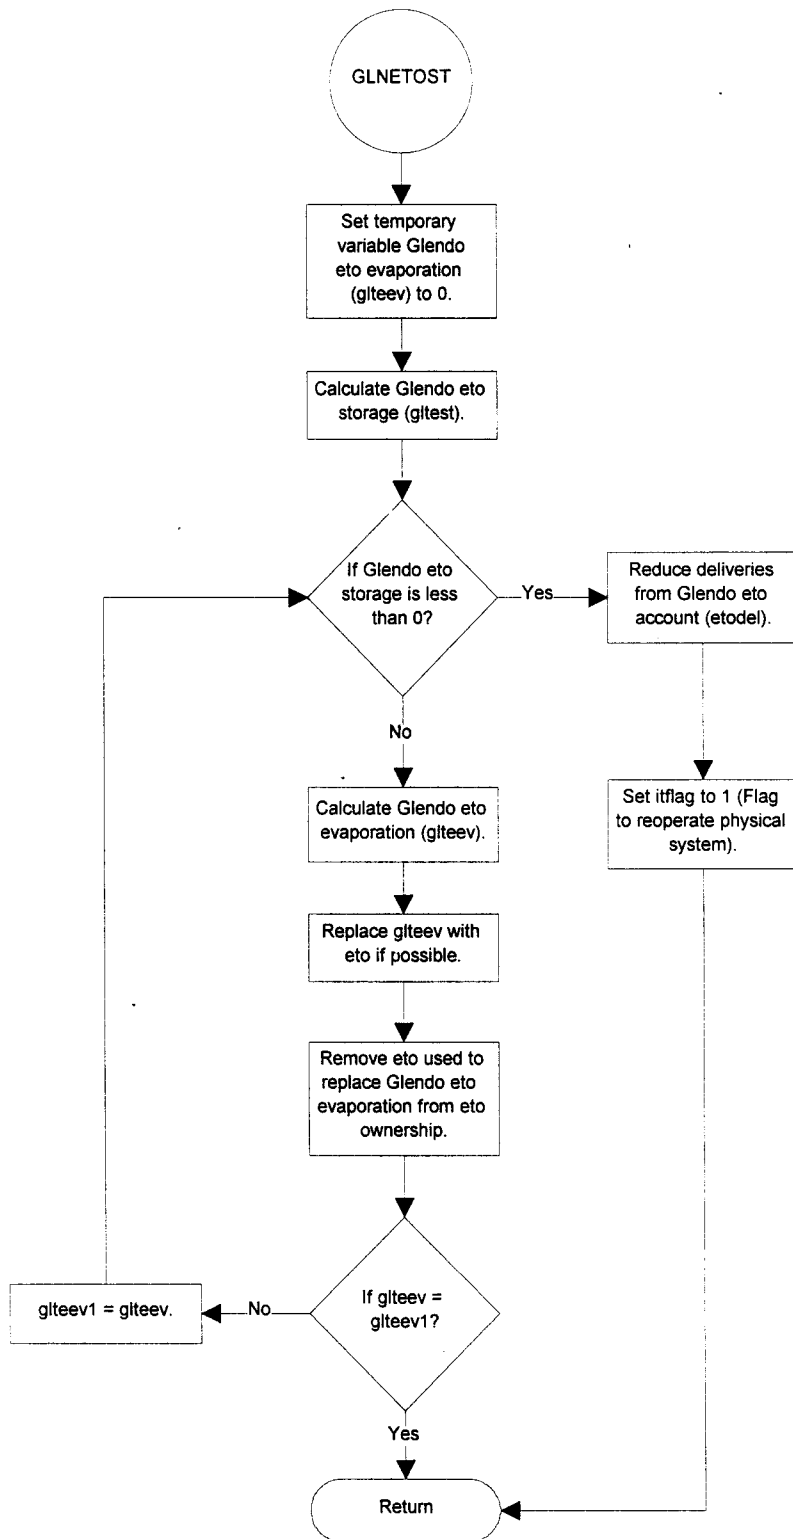 GLNETOST
Set temporary
variable Glendo
eto evaporation
(glteev) to 0.
Calculate Glendo eto
storage (gltest).
If Glendo eto
storage is less
than 0?
Yes
Reduce deliveries
from Glendo eto
account (etodel).
No
Set itflag to 1 (Flag
to reoperate physical
system).
Calculate Glendo eto
evaporation (glteev).
Replace glteev with
eto if possible.
Remove eto used to
replace Glendo eto
evaporation from eto
ownership.
If glteev =
glteev1?
No
glteev1 = glteev.
Yes
Return